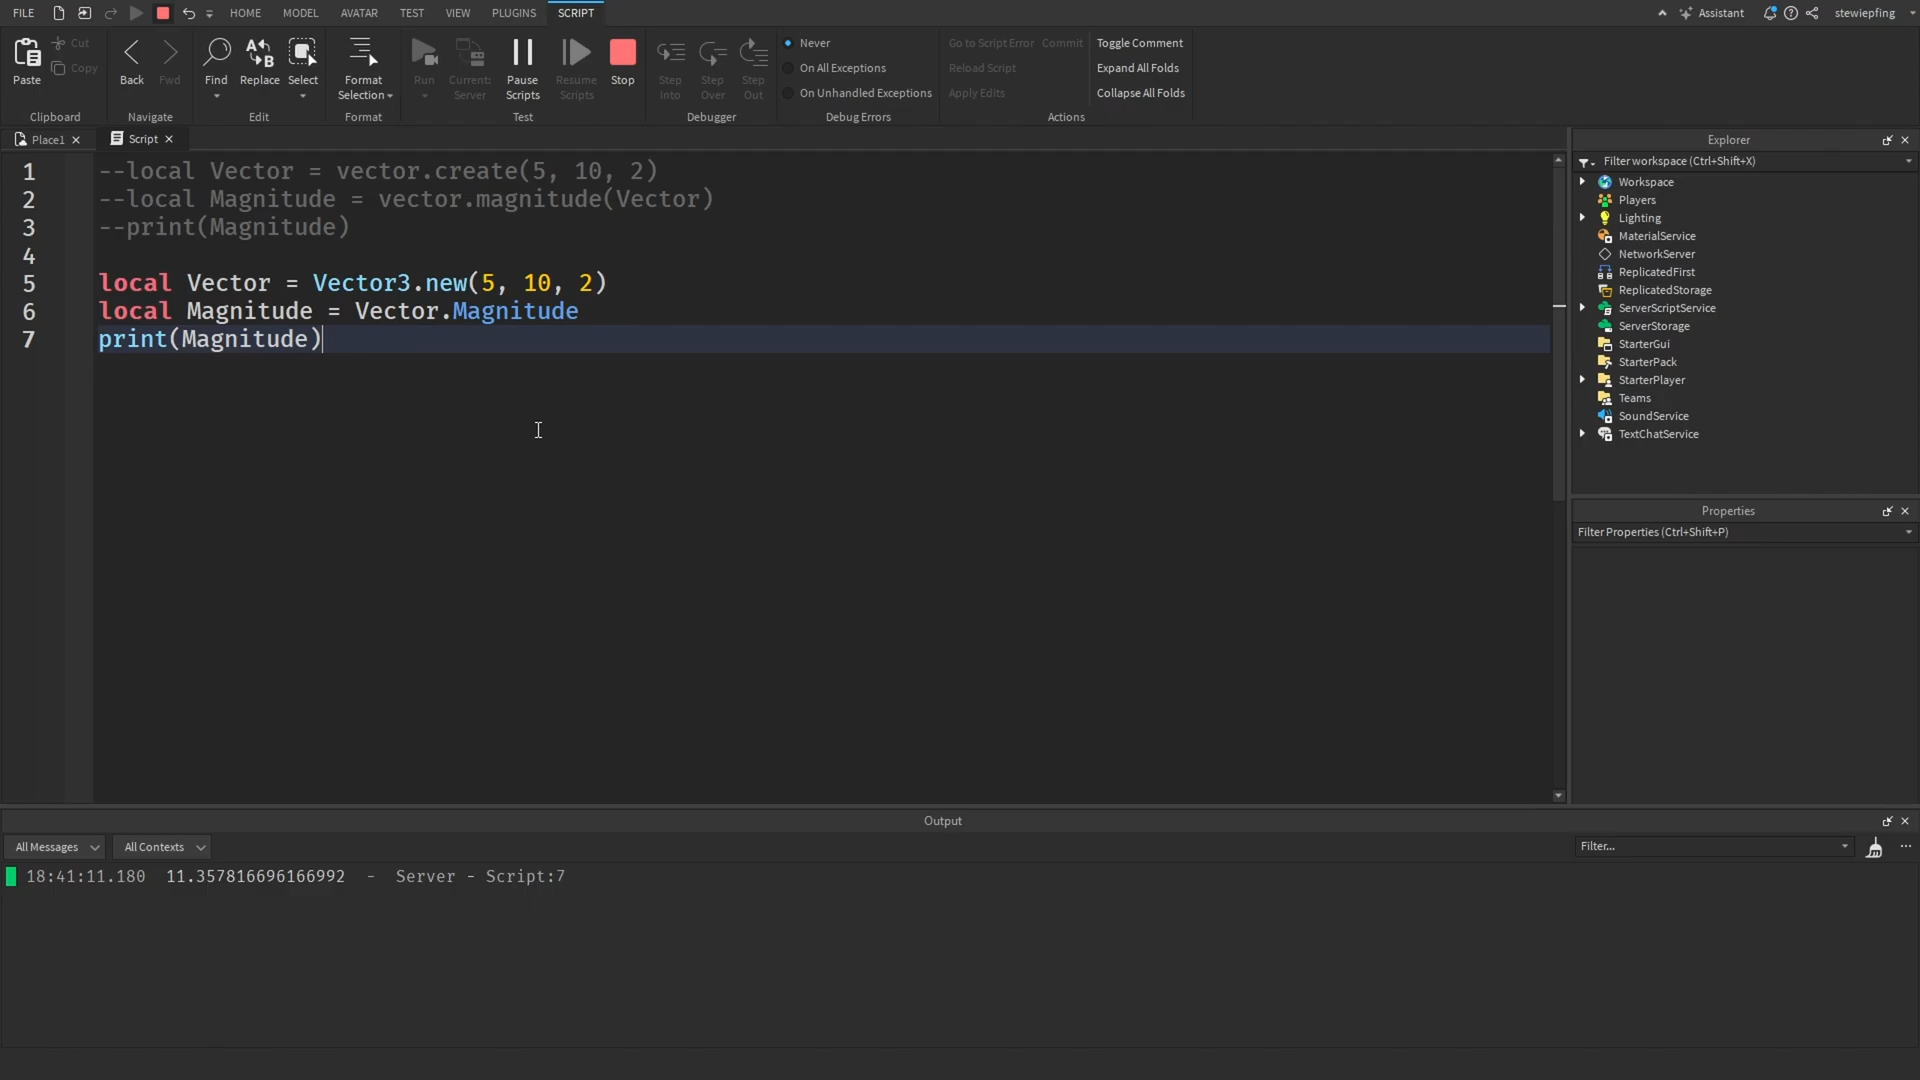 FILE HOME MODEL AVATAR TEST VIEW PLUGINS SCRIPT Assistant stewiepfing
Paste Cut Copy Back Fwd Find Replace Select Format Selection Run Current: Server Pause Scripts Resume Scripts Stop Step Into Step Over Step Out
Never
On All Exceptions
On Unhandled Exceptions
Go to Script Error Commit
Reload Script
Apply Edits
Toggle Comment
Expand All Folds
Collapse All Folds
Clipboard Navigate Edit Format Test Debugger Debug Errors Actions
Place1 Script
1 --local Vector = vector.create(5, 10, 2)
2 --local Magnitude = vector.magnitude(Vector)
3 --print(Magnitude)
4
5 local Vector = Vector3.new(5, 10, 2)
6 local Magnitude = Vector.Magnitude
7 print(Magnitude)
Explorer
Filter workspace (Ctrl+Shift+X)
Workspace
Players
Lighting
MaterialService
NetworkServer
ReplicatedFirst
ReplicatedStorage
ServerScriptService
ServerStorage
StarterGui
StarterPack
StarterPlayer
Teams
SoundService
TextChatService
Properties
Filter Properties (Ctrl+Shift+P)
Output
All Messages All Contexts Filter...
18:41:11.180 11.357816696166992 - Server - Script:7